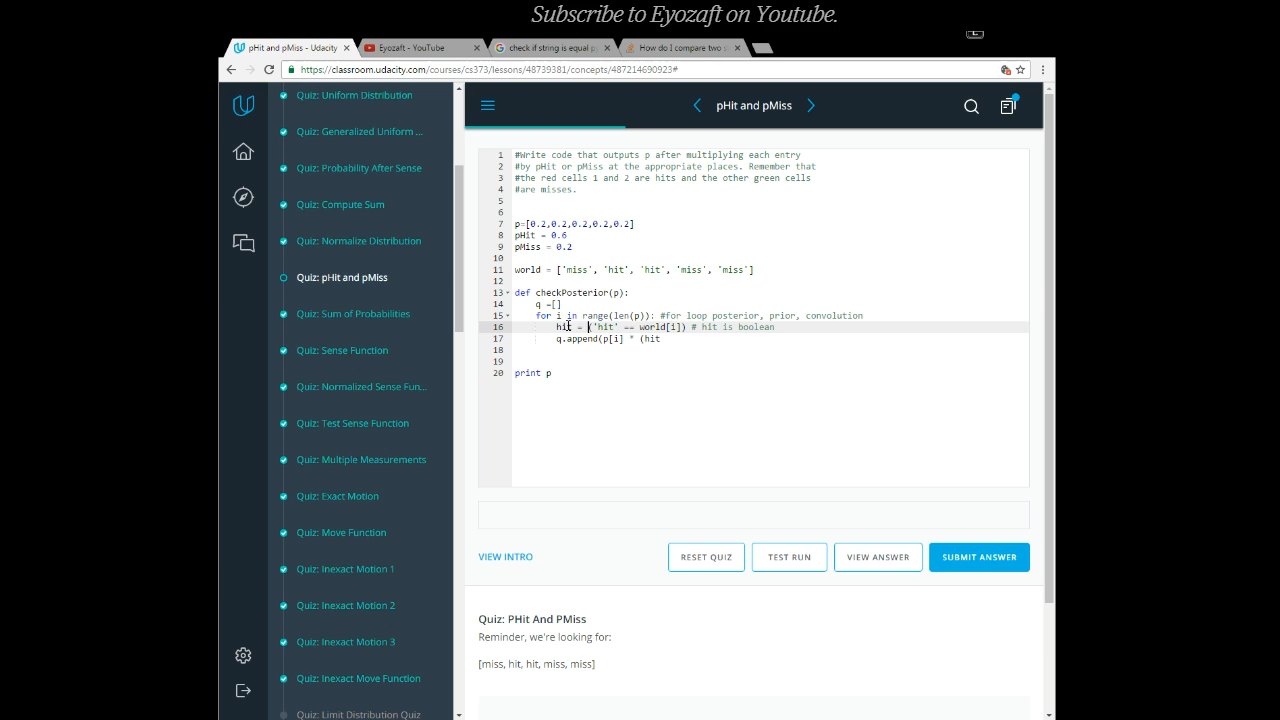 Subscribe to Eyozaft on Youtube.
pHit and pMiss - Udacity
Eyozaft - YouTube
check if string is equal py
How do I compare two s
https://classroom.udacity.com/courses/cs373/lessons/48739381/concepts/487214690923#
Quiz: Uniform Distribution
Quiz: Generalized Uniform ...
Quiz: Probability After Sense
Quiz: Compute Sum
Quiz: Normalize Distribution
Quiz: pHit and pMiss
Quiz: Sum of Probabilities
Quiz: Sense Function
Quiz: Normalized Sense Fun...
Quiz: Test Sense Function
Quiz: Multiple Measurements
Quiz: Exact Motion
Quiz: Move Function
Quiz: Inexact Motion 1
Quiz: Inexact Motion 2
Quiz: Inexact Motion 3
Quiz: Inexact Move Function
Quiz: Limit Distribution Quiz
pHit and pMiss
1 #Write code that outputs p after multiplying each entry
2 #by pHit or pMiss at the appropriate places. Remember that
3 #the red cells 1 and 2 are hits and the other green cells
4 #are misses.
5
6
7 p=[0.2,0.2,0.2,0.2,0.2]
8 pHit = 0.6
9 pMiss = 0.2
10
11 world = ['miss', 'hit', 'hit', 'miss', 'miss']
12
13 def checkPosterior(p):
14 q =[]
15 for i in range(len(p)): #for loop posterior, prior, convolution
16 hit = ('hit' == world[i]) # hit is boolean
17 q.append(p[i] * (hit
18
19
20 print p
VIEW INTRO
RESET QUIZ
TEST RUN
VIEW ANSWER
SUBMIT ANSWER
Quiz: PHit And PMiss
Reminder, we're looking for:
[miss, hit, hit, miss, miss]